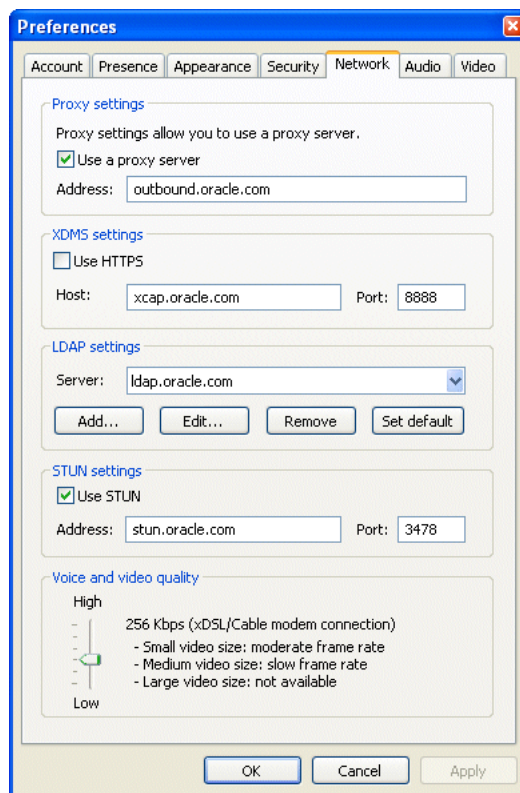 Preferences
Account Presence Appearance Security Network Audio Video
Proxy settings
Proxy settings allow you to use a proxy server.
Use a proxy server
Address: outbound.oracle.com
XDMS settings
Use HTTPS
Host: xcap.oracle.com Port: 8888
LDAP settings
Server: ldap.oracle.com
Add... Edit... Remove Set default
STUN settings
Use STUN
Address: stun.oracle.com Port: 3478
Voice and video quality
High
256 Kbps (xDSL/Cable modem connection)
- Small video size: moderate frame rate
- Medium video size: slow frame rate
- Large video size: not available
Low
OK Cancel Apply